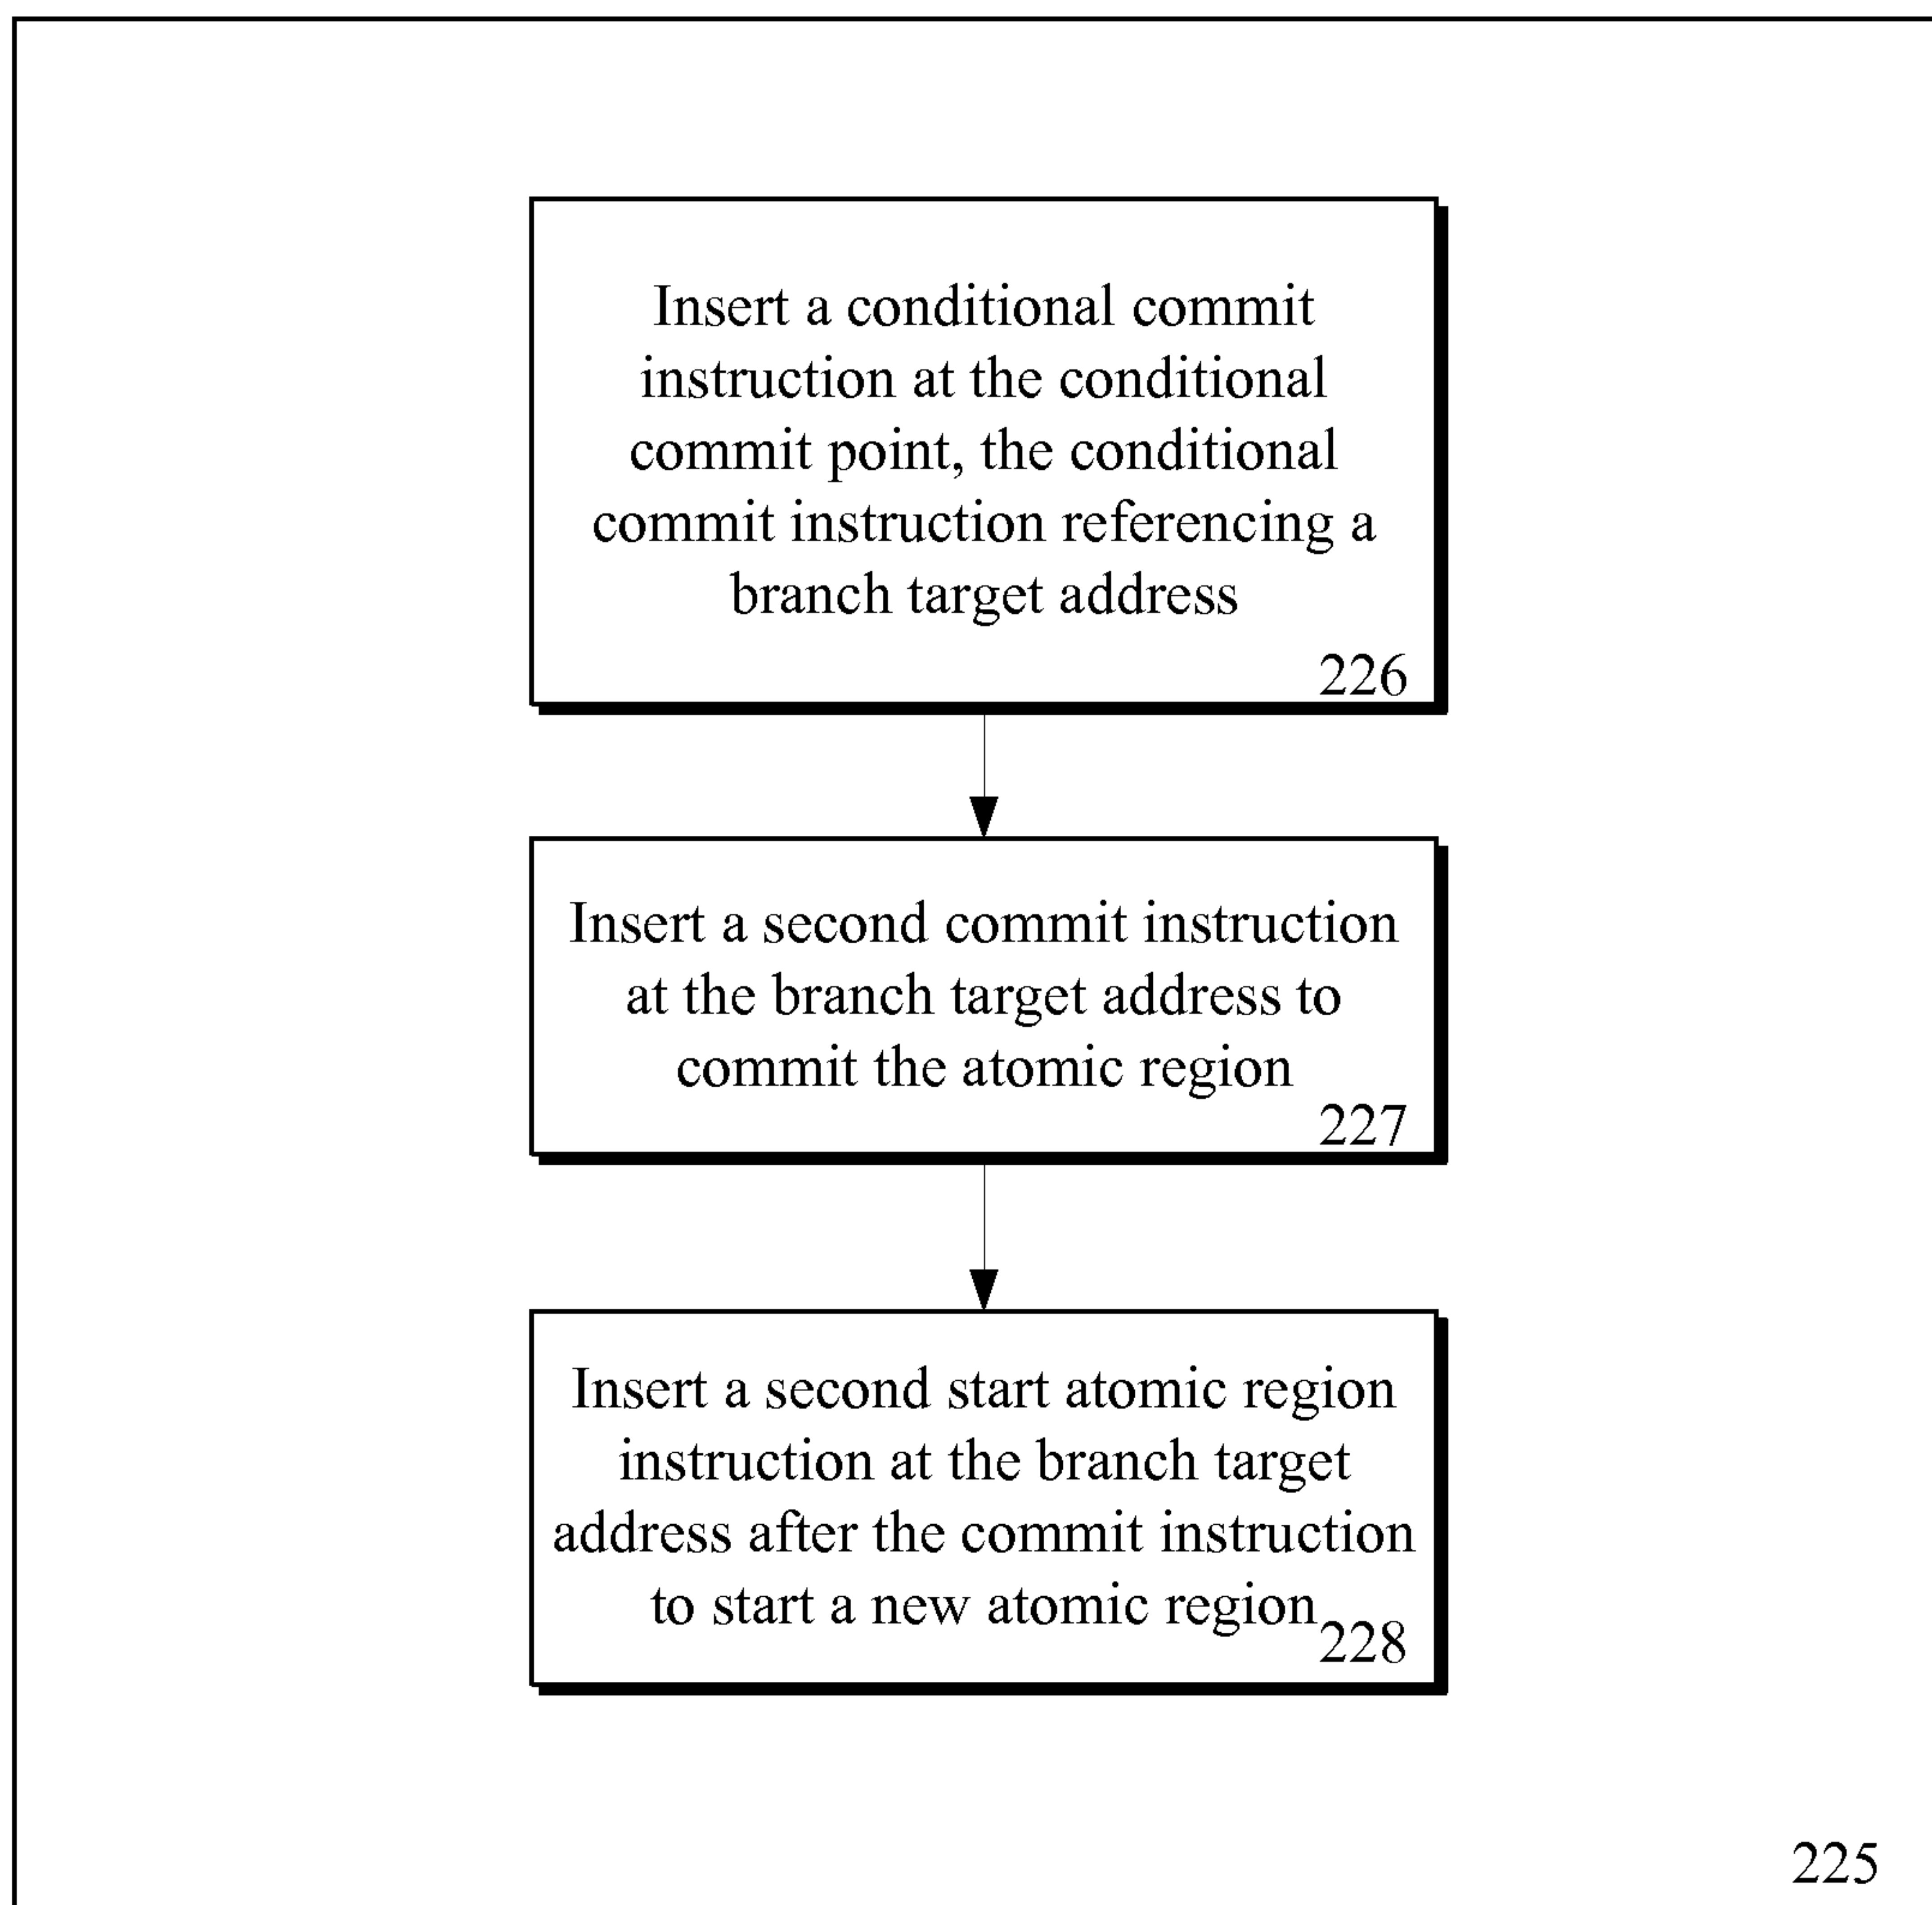 Insert a conditional commit
instruction at the conditional
commit point, the conditional
commit instruction referencing a
branch target address
226
Insert a second commit instruction
at the branch target address to
commit the atomic region
227
Insert a second start atomic region
instruction at the branch target
address after the commit instruction
to start a new atomic region
228
225